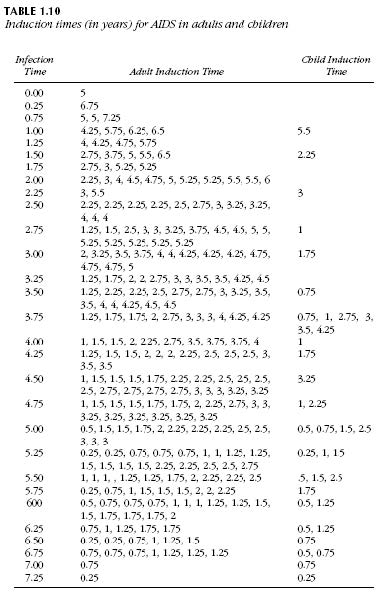 TABLE 1.10
Induction times (in years) for AIDS in adults and children
Infection Time Adult Induction Time Child Induction Time
0.00 5
0.25 6.75
0.75 5, 5, 7.25
1.00 4.25, 5.75, 6.25, 6.5 5.5
1.25 4, 4.25, 4.75, 5.75
1.50 2.75, 3.75, 5, 5.5, 6.5 2.25
1.75 2.75, 3, 5.25, 5.25
2.00 2.25, 3, 4, 4.5, 4.75, 5, 5.25, 5.25, 5.5, 5.5, 6
2.25 3, 5.5 3
2.50 2.25, 2.25, 2.25, 2.25, 2.5, 2.75, 3, 3.25, 3.25,
4, 4, 4
2.75 1.25, 1.5, 2.5, 3, 3, 3.25, 3.75, 4.5, 4.5, 5, 5, 1
5.25, 5.25, 5.25, 5.25, 5.25
3.00 2, 3.25, 3.5, 3.75, 4, 4, 4.25, 4.25, 4.25, 4.75, 1.75
4.75, 4.75, 5
3.25 1.25, 1.75, 2, 2, 2.75, 3, 3, 3.5, 3.5, 4.25, 4.5
3.50 1.25, 2.25, 2.25, 2.5, 2.75, 2.75, 3, 3.25, 3.5, 0.75
3.5, 4, 4, 4.25, 4.5, 4.5
3.75 1.25, 1.75, 1.75, 2, 2.75, 3, 3, 3, 4, 4.25, 4.25 0.75, 1, 2.75, 3,
3.5, 4.25
4.00 1, 1.5, 1.5, 2, 2.25, 2.75, 3.5, 3.75, 3.75, 4 1
4.25 1.25, 1.5, 1.5, 2, 2, 2, 2.25, 2.5, 2.5, 2.5, 3, 1.75
3.5, 3.5
4.50 1, 1.5, 1.5, 1.5, 1.75, 2.25, 2.25, 2.5, 2.5, 2.5, 3.25
2.5, 2.75, 2.75, 2.75, 2.75, 3, 3, 3, 3.25, 3.25
4.75 1, 1.5, 1.5, 1.5, 1.75, 1.75, 2, 2.25, 2.75, 3, 3, 1, 2.25
3.25, 3.25, 3.25, 3.25, 3.25, 3.25
5.00 0.5, 1.5, 1.5, 1.75, 2, 2.25, 2.25, 2.25, 2.5, 2.5, 0.5, 0.75, 1.5, 2.5
3, 3, 3
5.25 0.25, 0.25, 0.75, 0.75, 0.75, 1, 1, 1.25, 1.25, 0.25, 1, 1.5
1.5, 1.5, 1.5, 1.5, 2.25, 2.25, 2.5, 2.5, 2.75
5.50 1, 1, 1, , 1.25, 1.25, 1.75, 2, 2.25, 2.25, 2.5 .5, 1.5, 2.5
5.75 0.25, 0.75, 1, 1.5, 1.5, 1.5, 2, 2, 2.25 1.75
600 0.5, 0.75, 0.75, 0.75, 1, 1, 1, 1.25, 1.25, 1.5, 0.5, 1.25
1.5, 1.75, 1.75, 1.75, 2
6.25 0.75, 1, 1.25, 1.75, 1.75 0.5, 1.25
6.50 0.25, 0.25, 0.75, 1, 1.25, 1.5 0.75
6.75 0.75, 0.75, 0.75, 1, 1.25, 1.25, 1.25 0.5, 0.75
7.00 0.75 0.75
7.25 0.25 0.25